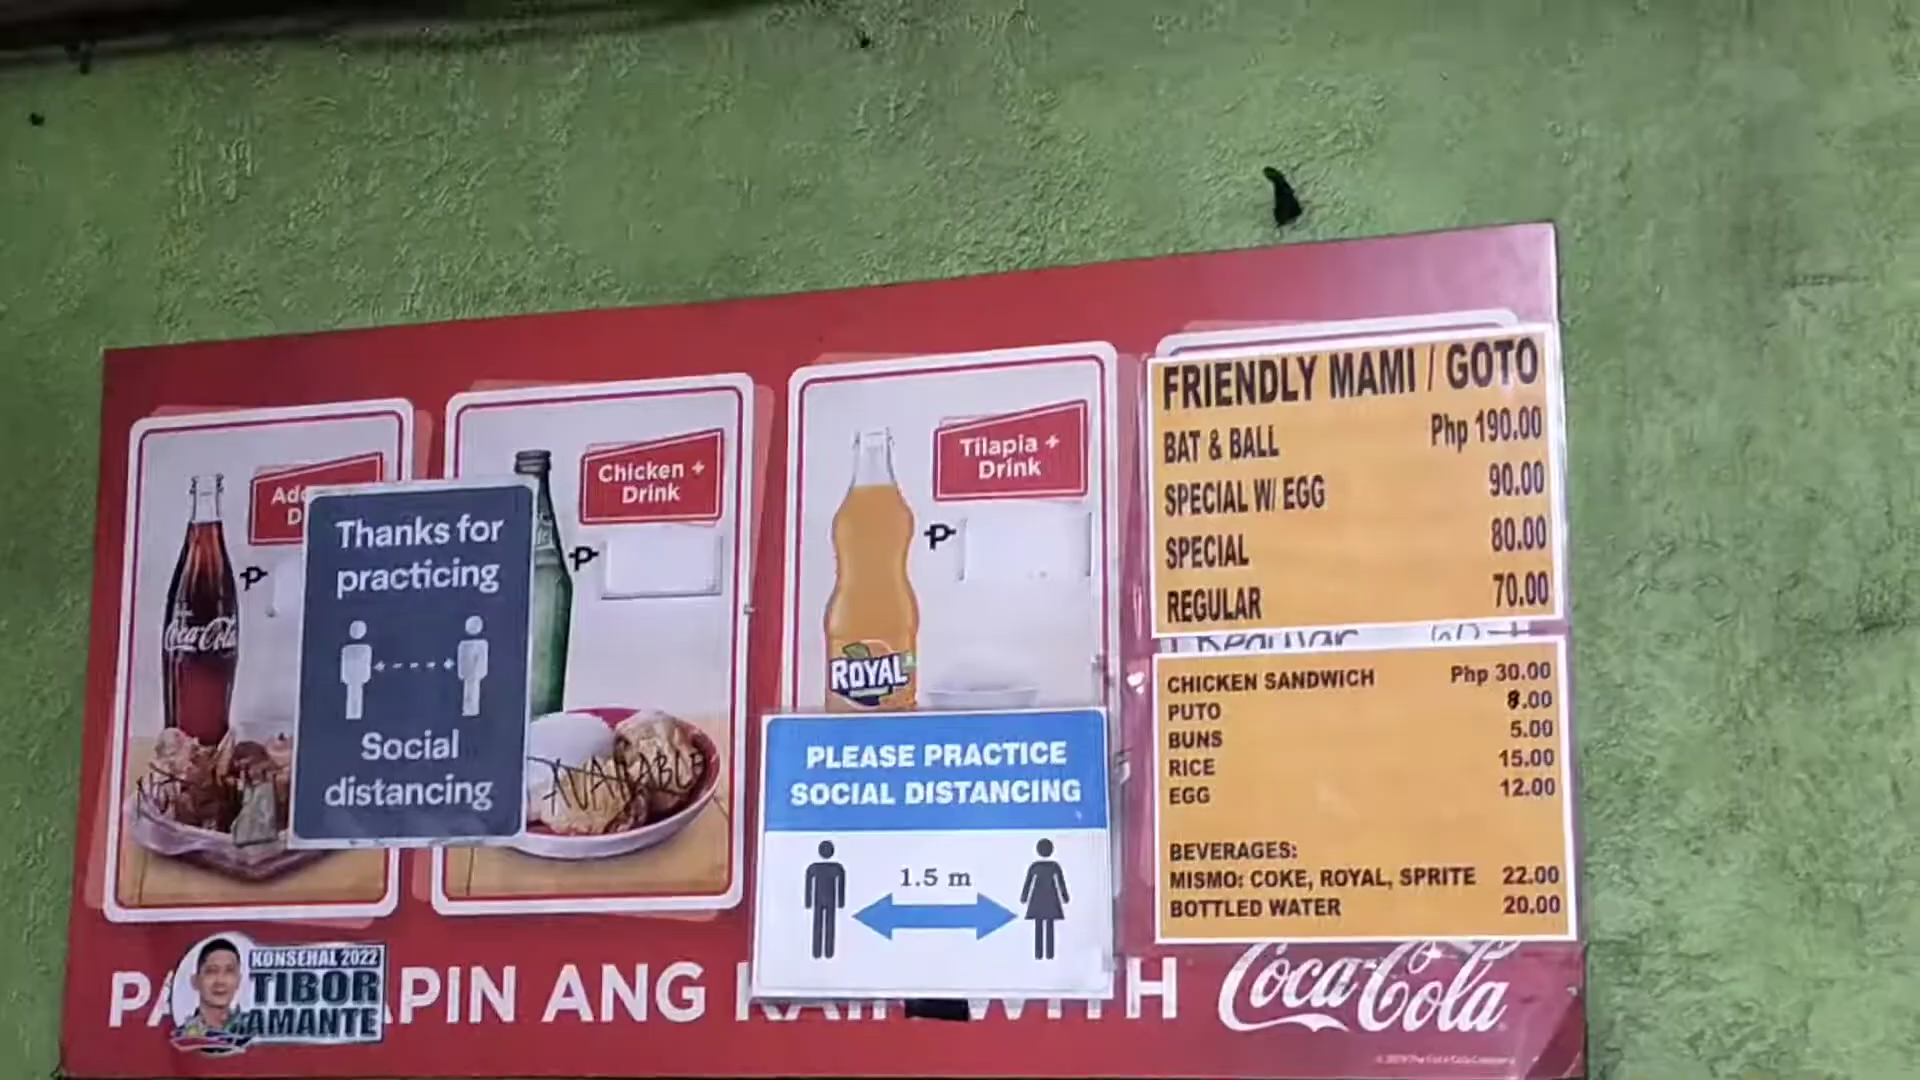 Coca-Cola
Thanks for
practicing
Social
distancing
Chicken +
Drink
₱
₱
AVAILABLE
Tilapia +
Drink
₱
ROYAL
PLEASE PRACTICE
SOCIAL DISTANCING
1.5 m
FRIENDLY MAMI / GOTO
BAT & BALL Php 190.00
SPECIAL W/ EGG 90.00
SPECIAL 80.00
REGULAR 70.00
CHICKEN SANDWICH Php 30.00
PUTO 8.00
BUNS 5.00
RICE 15.00
EGG 12.00
BEVERAGES:
MISMO: COKE, ROYAL, SPRITE 22.00
BOTTLED WATER 20.00
KONSEHAL 2022
TIBOR
AMANTE
ANG WITH Coca-Cola